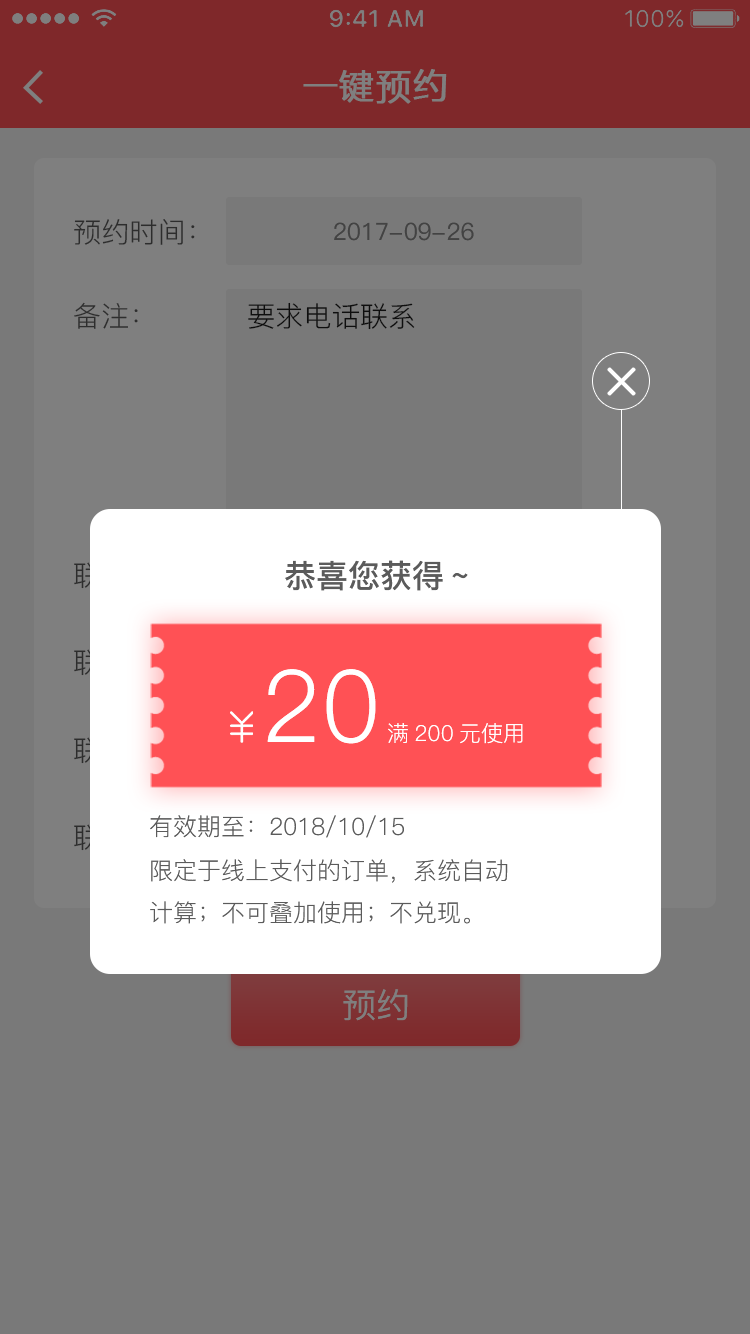 9:41 AM
100%
一键预约
预约时间：
2017-09-26
备注：
要求电话联系
联
联
联
联
恭喜您获得~
¥20 满 200 元使用
有效期至：2018/10/15
限定于线上支付的订单，系统自动
计算；不可叠加使用；不兑现。
预约